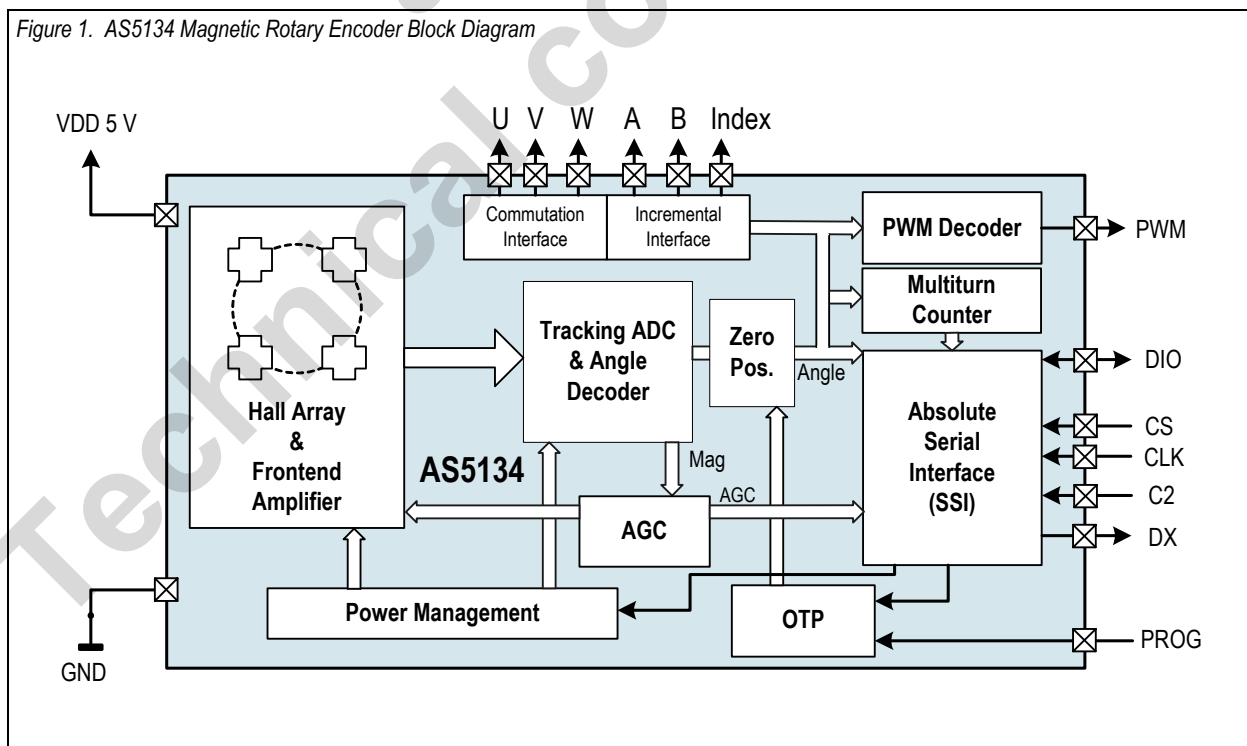 Figure 1. AS5134 Magnetic Rotary Encoder Block Diagram
VDD 5 V
U V W A B Index
Commutation
Interface
Incremental
Interface
PWM Decoder
PWM
Multiturn
Counter
Tracking ADC
& Angle
Decoder
Zero
Pos.
Angle
DIO
Hall Array
&
Frontend
Amplifier
AS5134
Absolute
Serial
Interface
(SSI)
CS
CLK
C2
DX
Mag
AGC
AGC
Power Management
OTP
PROG
GND
Technical co